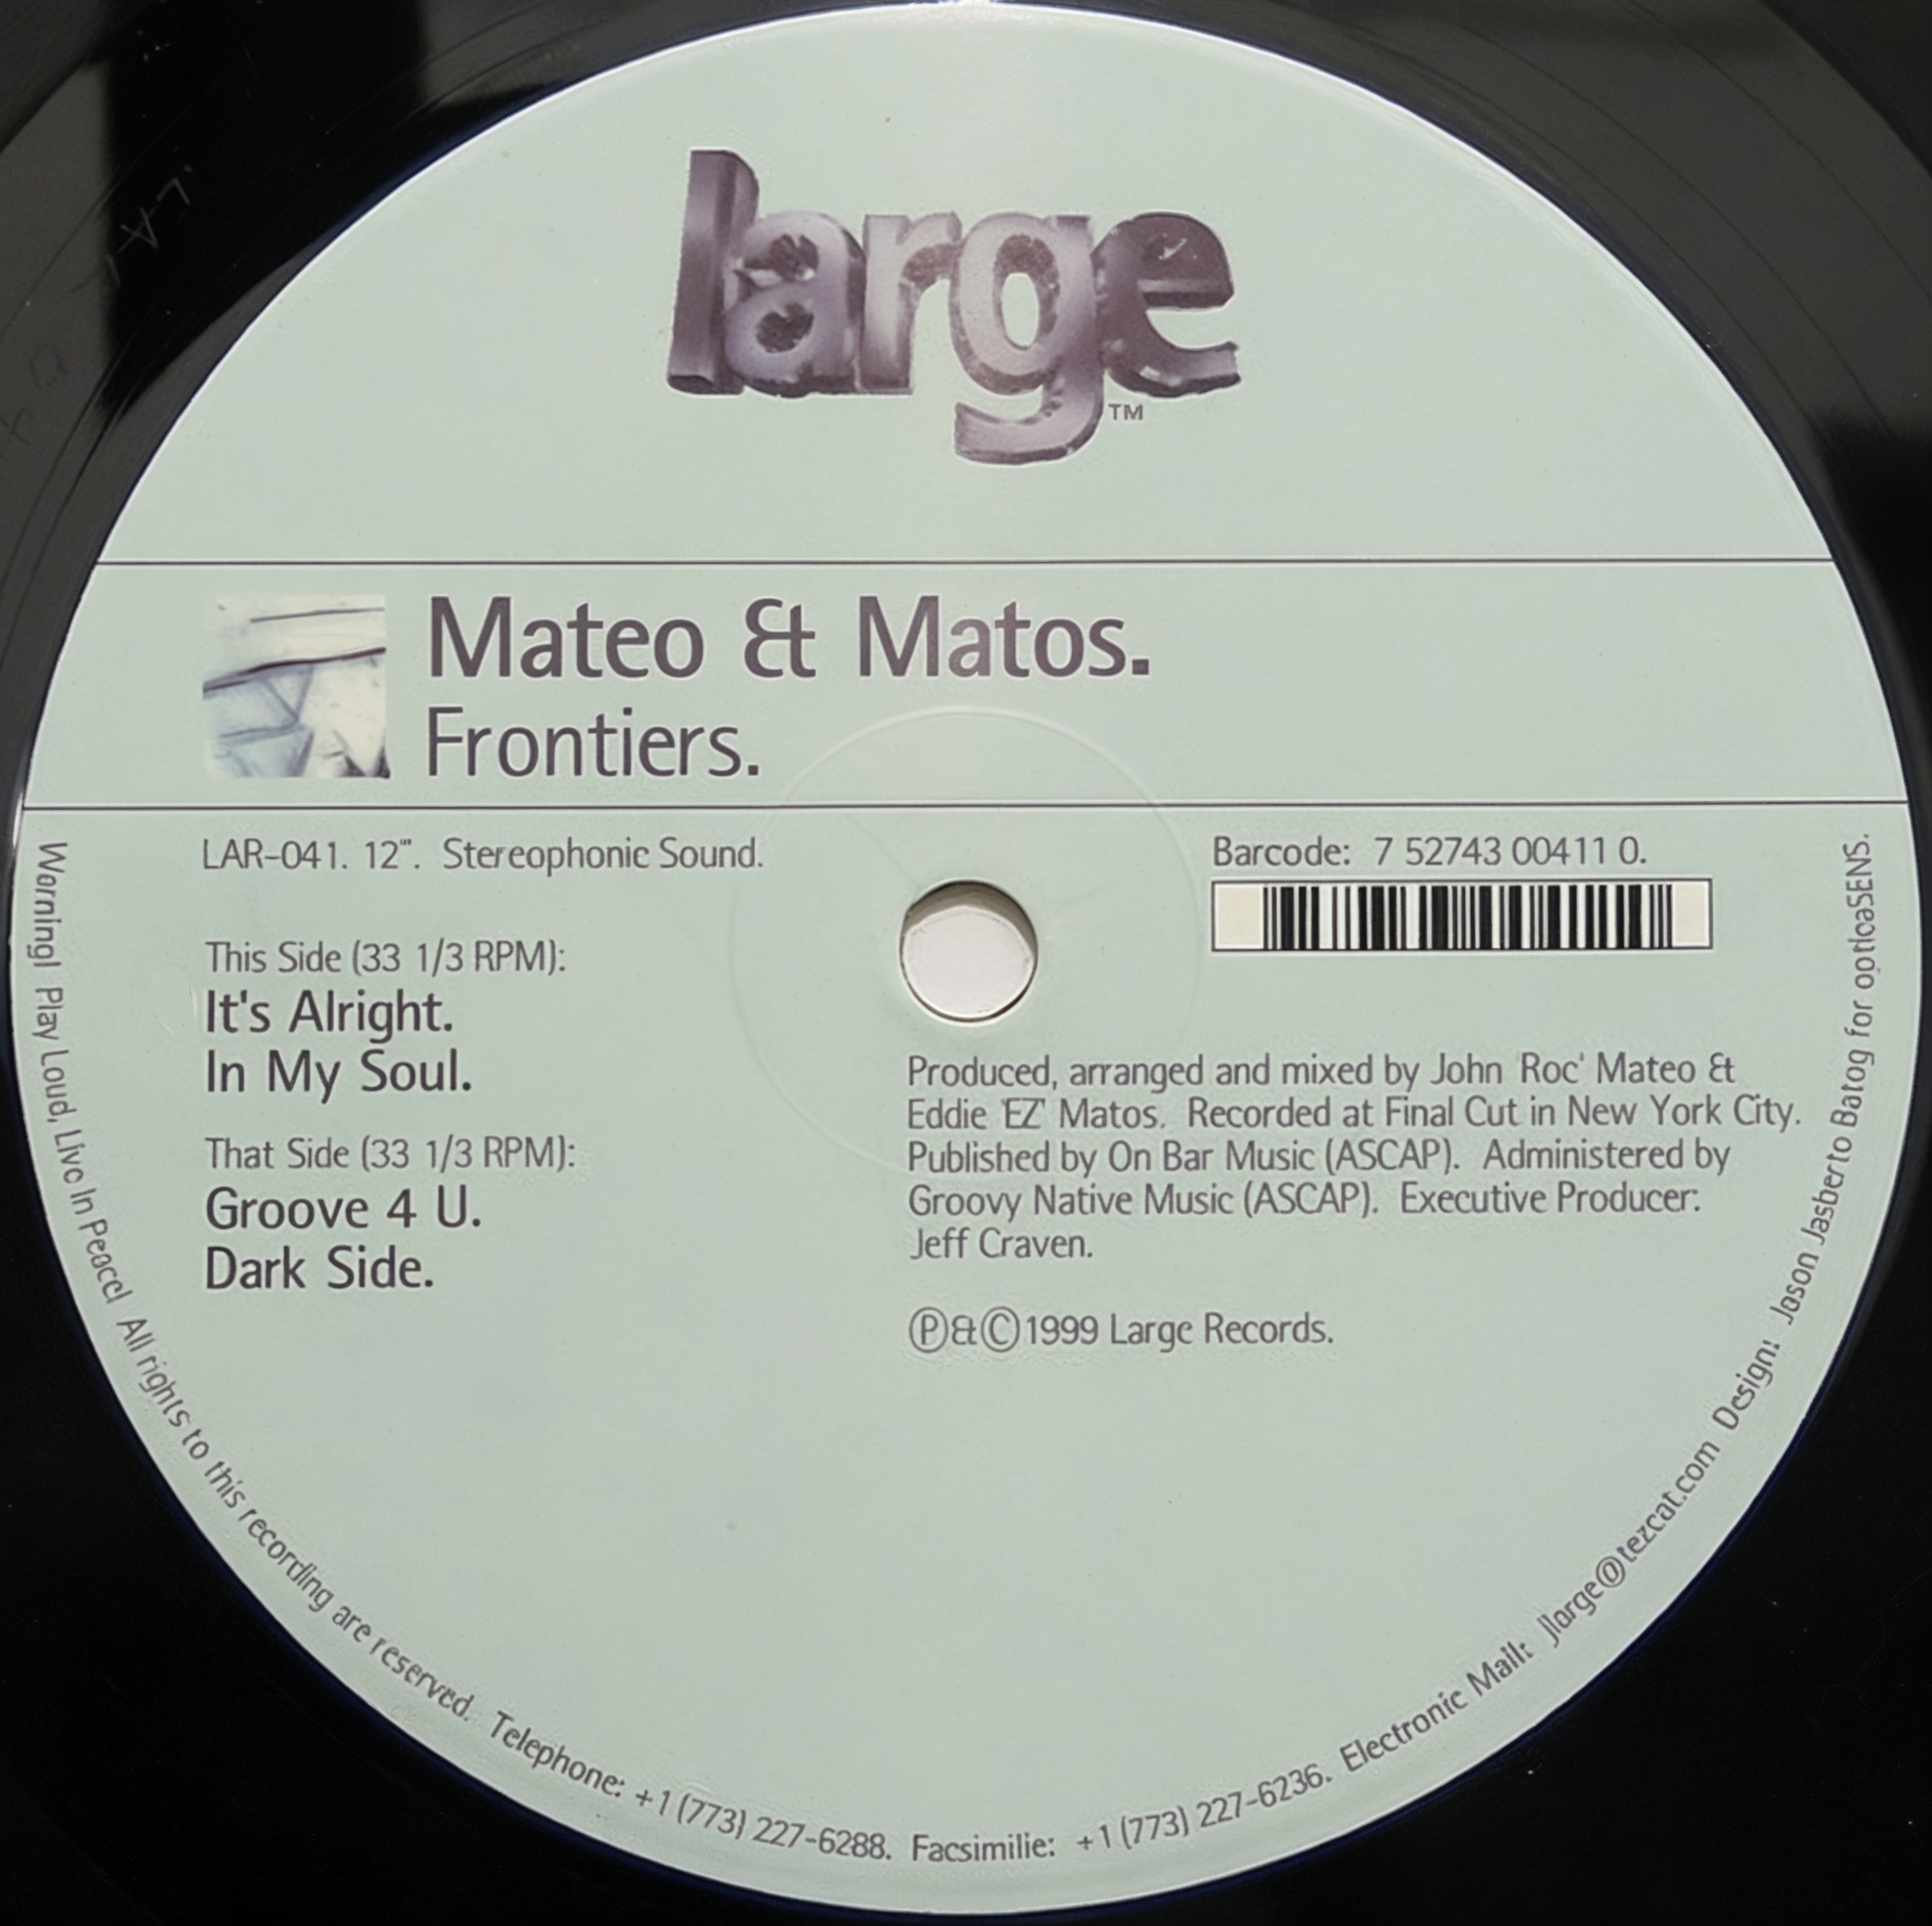 large
TM
Mateo & Matos.
Frontiers.
LAR-041. 12". Stereophonic Sound.
Barcode: 7 52743 00411 0.
This Side (33 1/3 RPM):
It's Alright.
In My Soul.
That Side (33 1/3 RPM):
Groove 4 U.
Dark Side.
Produced, arranged and mixed by John 'Roc' Mateo &
Eddie 'EZ' Matos. Recorded at Final Cut in New York City.
Published by On Bar Music (ASCAP). Administered by
Groovy Native Music (ASCAP). Executive Producer:
Jeff Craven.
Ⓟ&©1999 Large Records.
Warning! Play Loud, Live In Peace! All rights to this recording are reserved. Telephone: +1 (773) 227-6288. Facsimilie: +1 (773) 227-6236. Electronic Mail: jlarge@tezcat.com Design: Jason Jasberto Batog for opticaSENS.